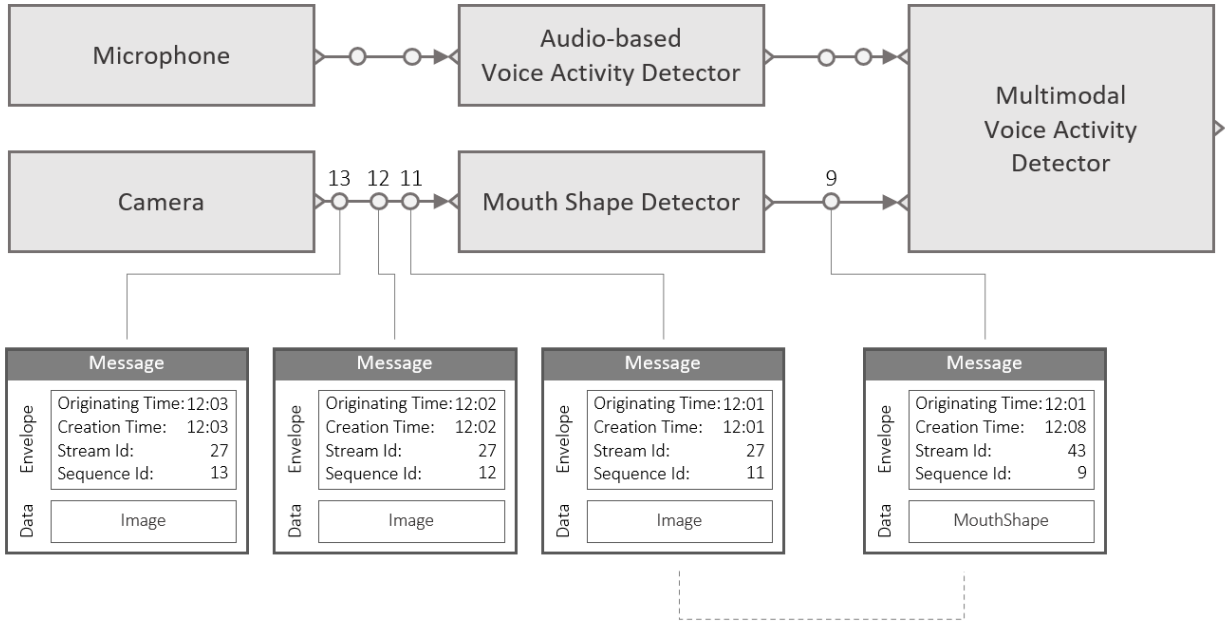 Microphone
Audio-based
Voice Activity Detector
Multimodal
Voice Activity
Detector
Camera
13
12
11
Mouth Shape Detector
9
Message
Envelope
Originating Time: 12:03
Creation Time: 12:03
Stream Id: 27
Sequence Id: 13
Data
Image
Message
Envelope
Originating Time: 12:02
Creation Time: 12:02
Stream Id: 27
Sequence Id: 12
Data
Image
Message
Envelope
Originating Time: 12:01
Creation Time: 12:01
Stream Id: 27
Sequence Id: 11
Data
Image
Message
Envelope
Originating Time: 12:01
Creation Time: 12:08
Stream Id: 43
Sequence Id: 9
Data
MouthShape